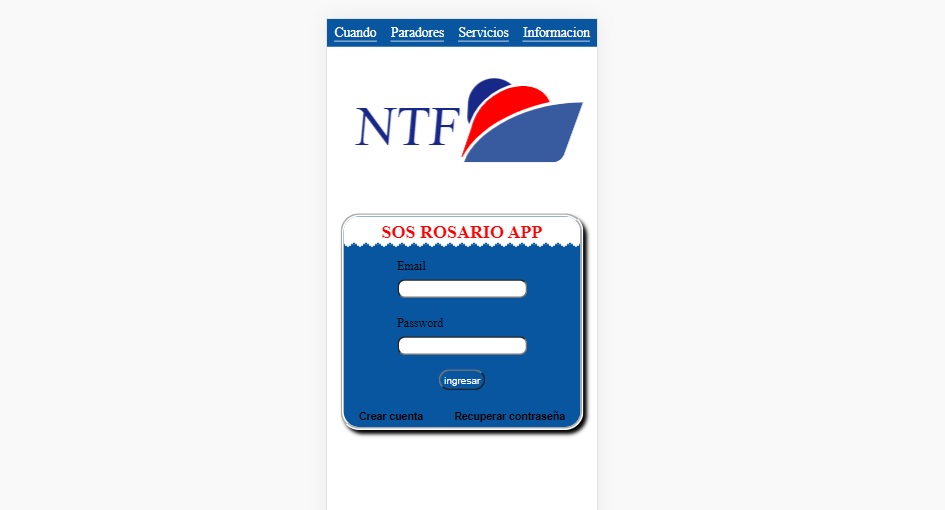 Cuando Paradores Servicios Informacion
NTF
SOS ROSARIO APP
Email
Password
ingresar
Crear cuenta Recuperar contraseña